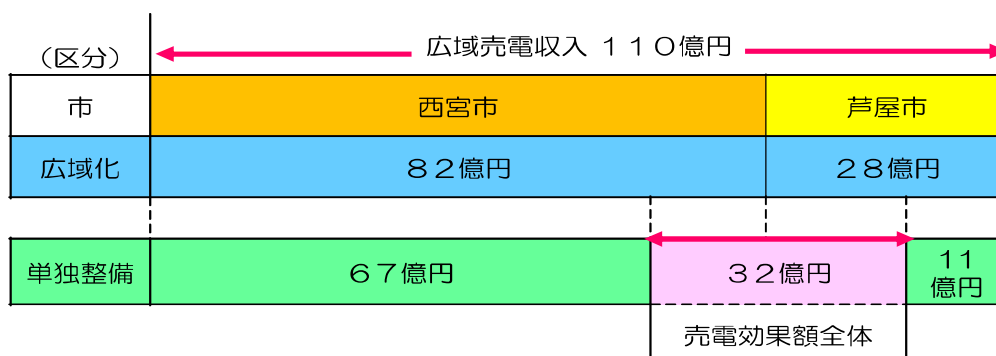 広域売電収入 １１０億円
（区分）
市
西宮市
芦屋市
広域化
８２億円
２８億円
単独整備
６７億円
３２億円
11
億円
売電効果額全体